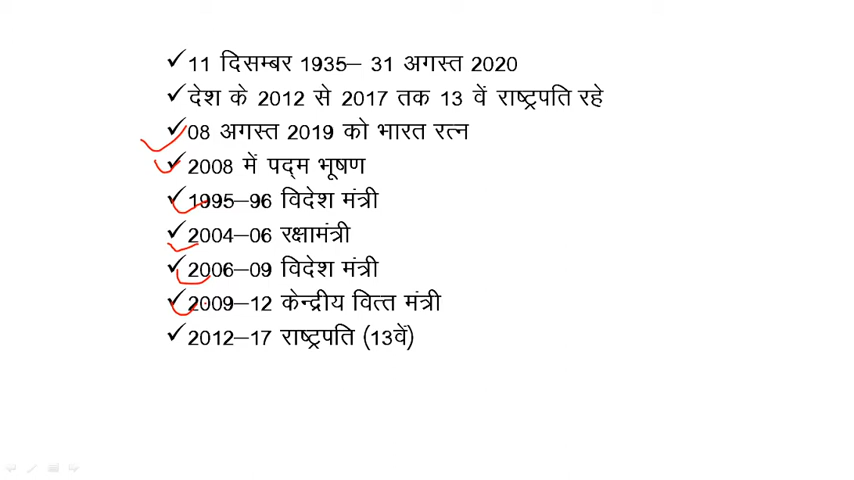 ✓ 11 दिसम्बर 1935– 31 अगस्त 2020
✓ देश के 2012 से 2017 तक 13 वें राष्ट्रपति रहे
✓ 08 अगस्त 2019 को भारत रत्न
✓ 2008 में पद्म भूषण
✓ 1995–96 विदेश मंत्री
✓ 2004–06 रक्षामंत्री
✓ 2006–09 विदेश मंत्री
✓ 2009–12 केन्द्रीय वित्त मंत्री
✓ 2012–17 राष्ट्रपति (13वें)